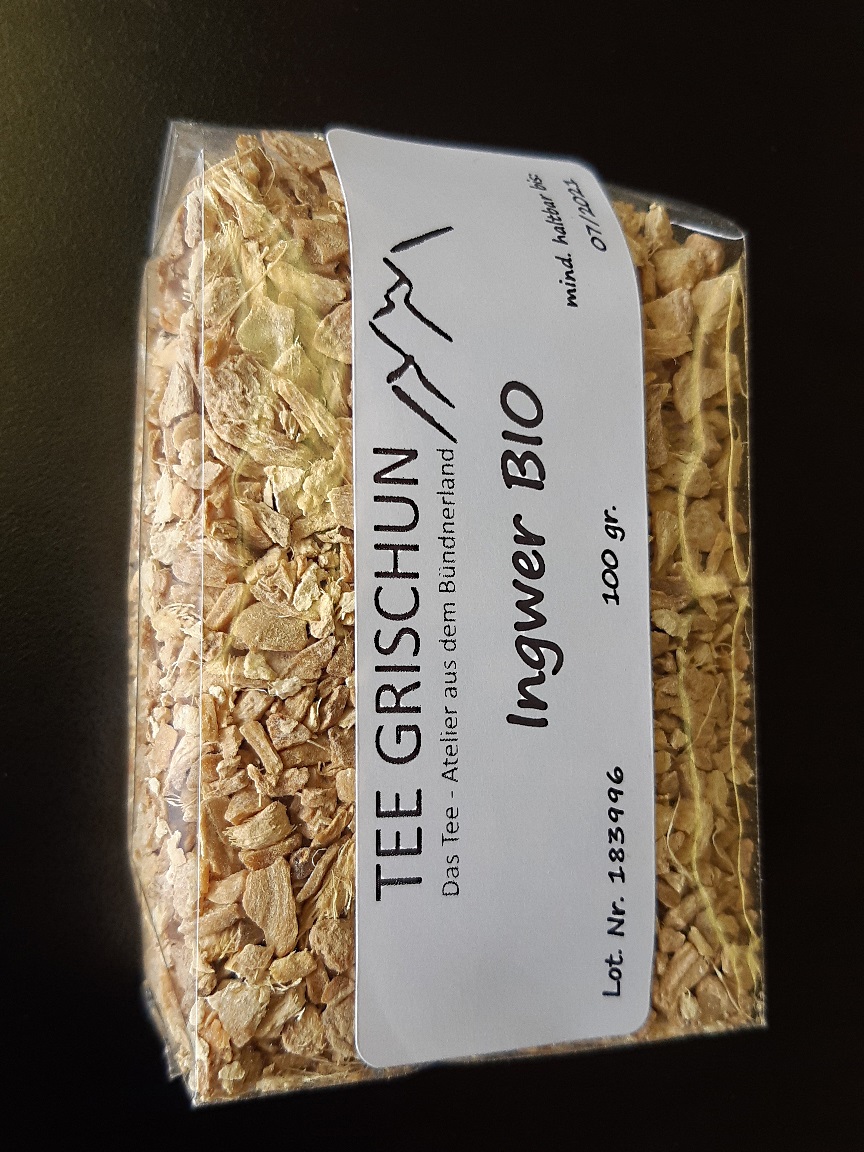 TEE GRISCHUN
Das Tee - Atelier aus dem Bündnerland
Ingwer BIO
Lot. Nr. 183996
100 gr.
mind. haltbar bis
07/2021